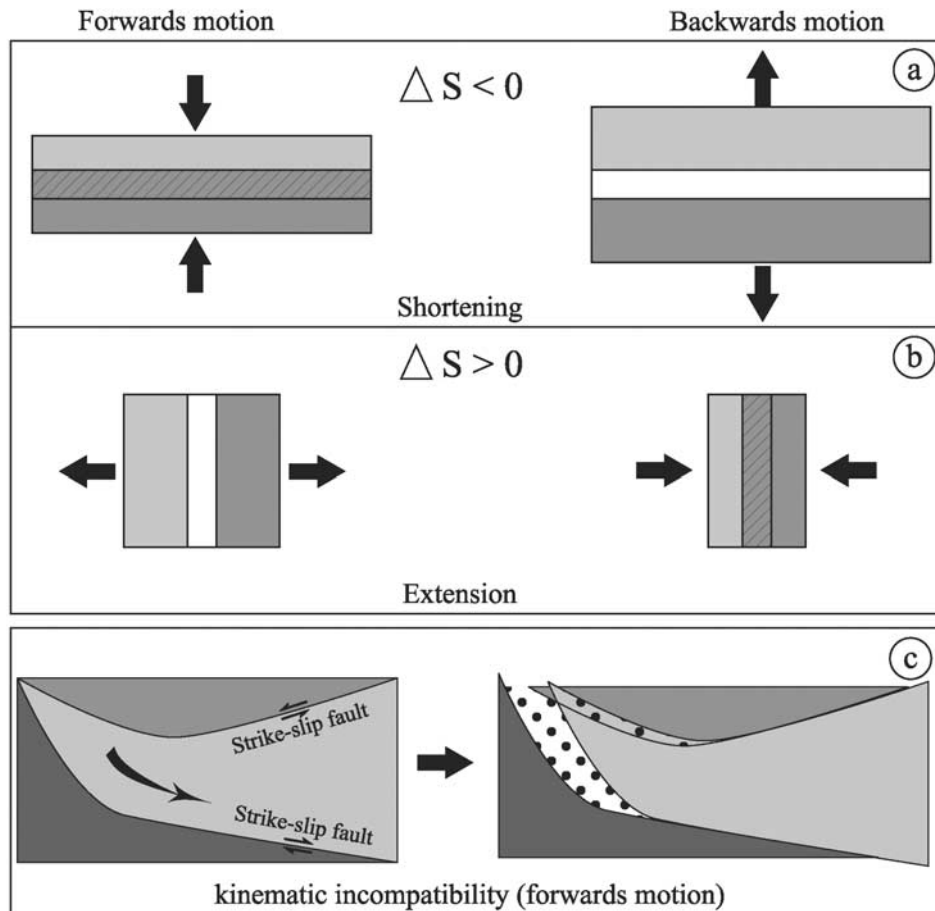 Forwards motion
Backwards motion
a
△ S < 0
Shortening
b
△ S > 0
Extension
c
Strike-slip fault
Strike-slip fault
kinematic incompatibility (forwards motion)